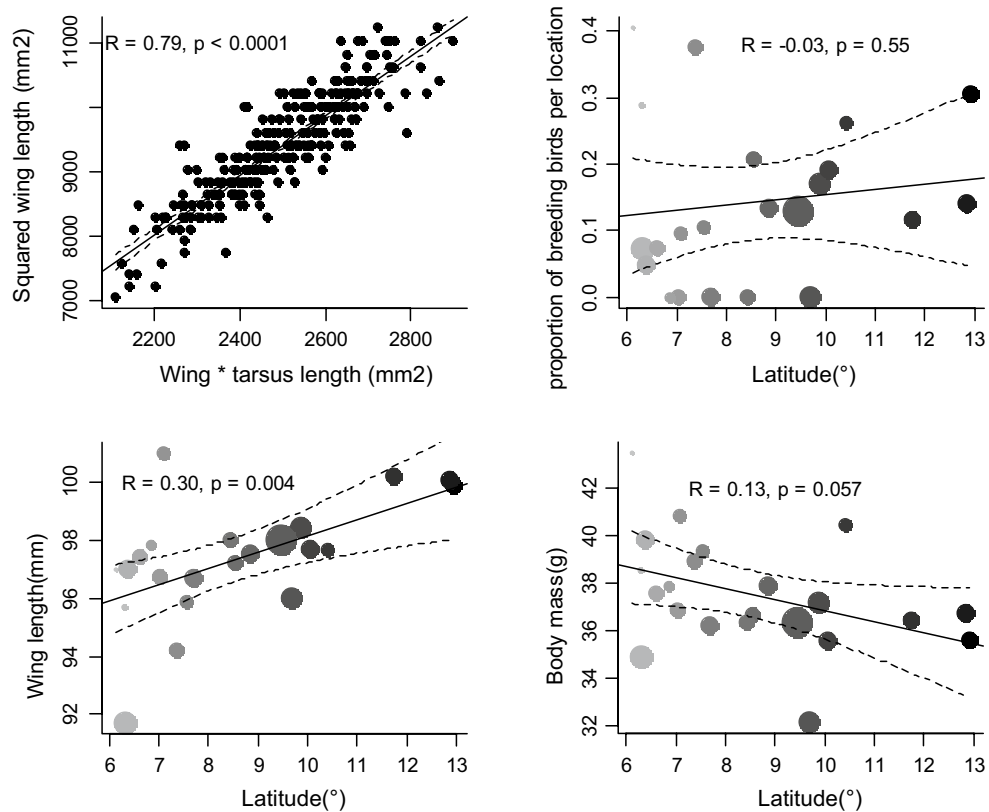 Squared wing length (mm2)
11000
9000
8000
7000
R = 0.79, p < 0.0001
2200
2400
2600
2800
Wing * tarsus length (mm2)
proportion of breeding birds per location
0.4
0.3
0.2
0.1
0.0
R = -0.03, p = 0.55
6 7 8 9 10 11 12 13
Latitude(°)
Wing length(mm)
100
98
96
94
92
R = 0.30, p = 0.004
6 7 8 9 10 11 12 13
Latitude(°)
Body mass(g)
42
40
38
36
34
32
R = 0.13, p = 0.057
6 7 8 9 10 11 12 13
Latitude(°)